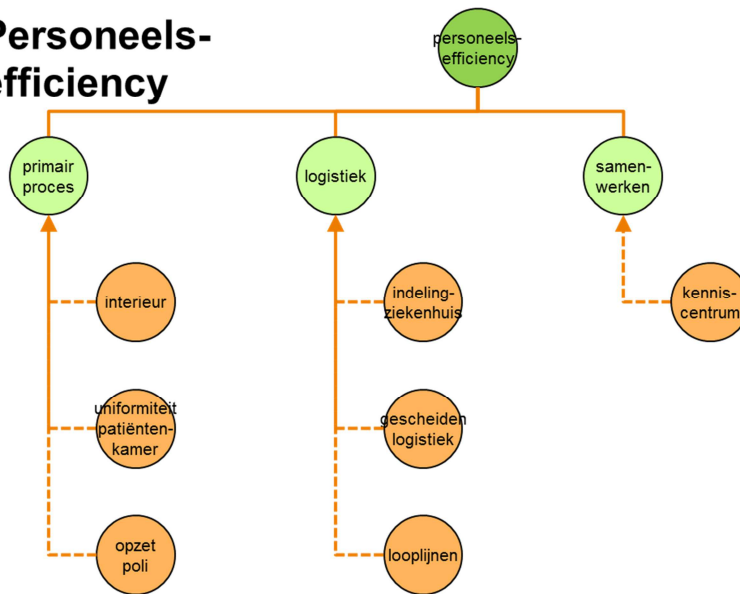 Personeels-
efficiency
personeels-
efficiency
primair
proces
logistiek
samen-
werken
interieur
indeling-
ziekenhuis
kennis-
centrum
uniformiteit
patiënten-
kamer
gescheiden
logistiek
opzet
poli
looplijnen